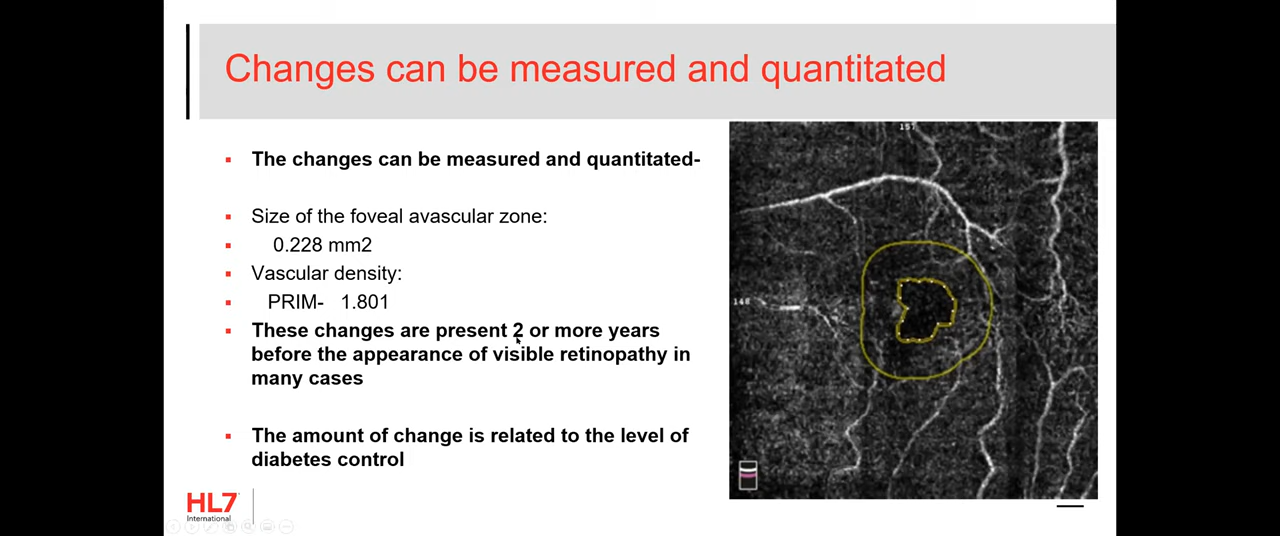 Changes can be measured and quantitated
The changes can be measured and quantitated-
Size of the foveal avascular zone:
0.228 mm2
Vascular density:
PRIM- 1.801
These changes are present 2 or more years
before the appearance of visible retinopathy in
many cases
The amount of change is related to the level of
diabetes control
157
148
HL7
International